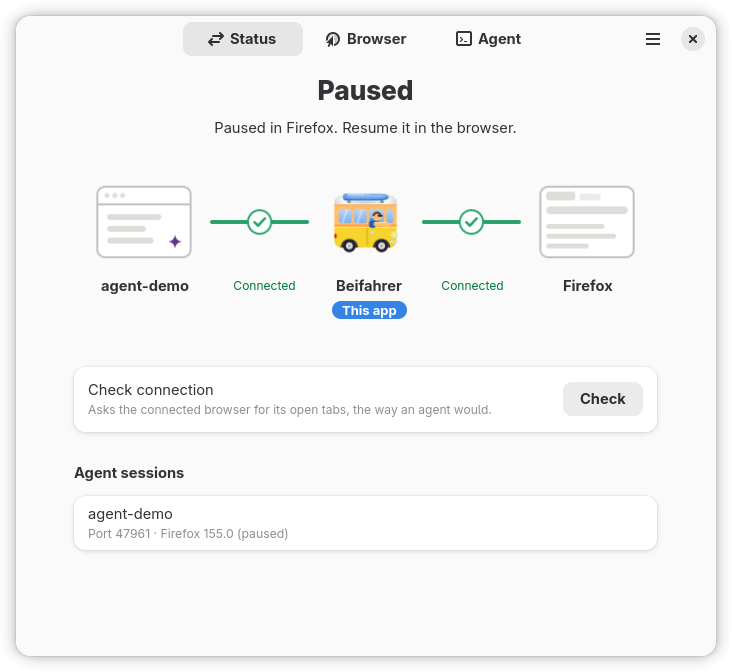 Status
Browser
Agent
Paused
Paused in Firefox. Resume it in the browser.
agent-demo
Connected
Beifahrer
Connected
Firefox
This app
Check connection
Asks the connected browser for its open tabs, the way an agent would.
Check
Agent sessions
agent-demo
Port 47961 · Firefox 155.0 (paused)